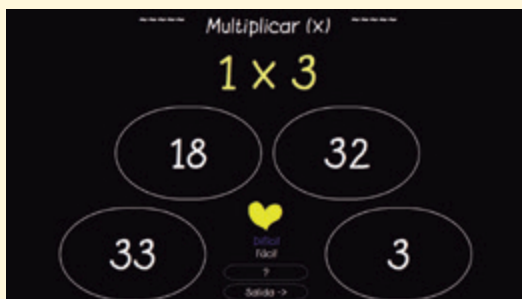 ~~~~~ Multiplicar (x) ~~~~~
1 x 3
18 32
33 3
Difícil
Fácil
?
Salida ->